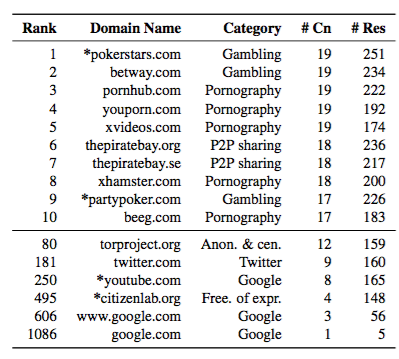 Rank Domain Name Category # Cn # Res
1 *pokerstars.com Gambling 19 251
2 betway.com Gambling 19 234
3 pornhub.com Pornography 19 222
4 youporn.com Pornography 19 192
5 xvideos.com Pornography 19 174
6 thepiratebay.org P2P sharing 18 236
7 thepiratebay.se P2P sharing 18 217
8 xhamster.com Pornography 18 200
9 *partypoker.com Gambling 17 226
10 beeg.com Pornography 17 183
80 torproject.org Anon. & cen. 12 159
181 twitter.com Twitter 9 160
250 *youtube.com Google 8 165
495 *citizenlab.org Free. of expr. 4 148
606 www.google.com Google 3 56
1086 google.com Google 1 5